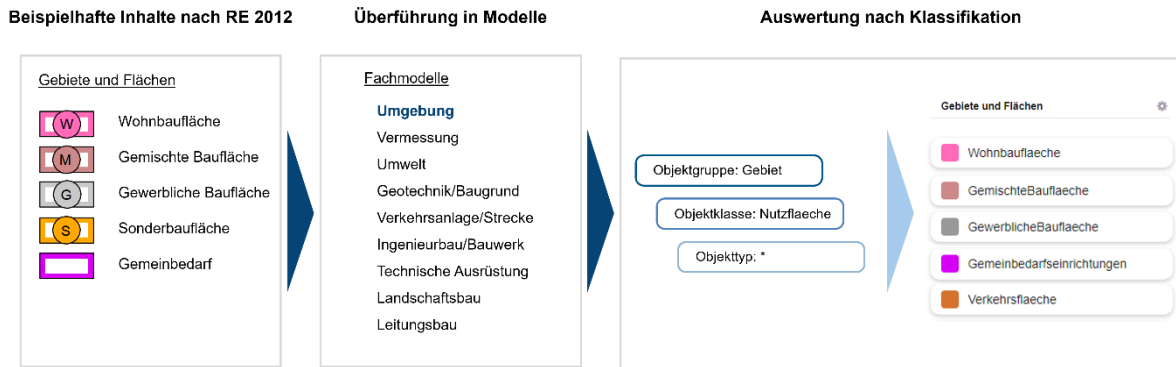 Beispielhafte Inhalte nach RE 2012
Überführung in Modelle
Auswertung nach Klassifikation
Gebiete und Flächen
W Wohnbaufläche
M Gemischte Baufläche
G Gewerbliche Baufläche
S Sonderbaufläche
Gemeinbedarf
Fachmodelle
Umgebung
Vermessung
Umwelt
Geotechnik/Baugrund
Verkehrsanlage/Strecke
Ingenieurbau/Bauwerk
Technische Ausrüstung
Landschaftsbau
Leitungsbau
Objektgruppe: Gebiet
Objektklasse: Nutzflaeche
Objekttyp: *
Gebiete und Flächen
Wohnbauflaeche
GemischteBauflaeche
GewerblicheBauflaeche
Gemeinbedarfseinrichtungen
Verkehrsflaeche